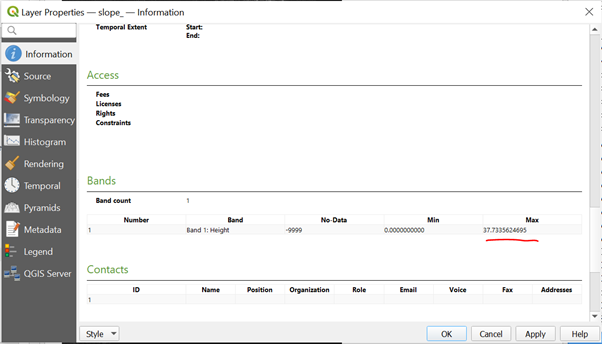 Layer Properties — slope_ — Information
Information
Source
Symbology
Transparency
Histogram
Rendering
Temporal
Pyramids
Metadata
Legend
QGIS Server
Temporal Extent Start:
End:
Access
Fees
Licenses
Rights
Constraints
Bands
Band count 1
Number Band No-Data Min Max
1 Band 1: Height -9999 0.0000000000 37.7335624695
Contacts
ID Name Position Organization Role Email Voice Fax Addresses
1
Style OK Cancel Apply Help